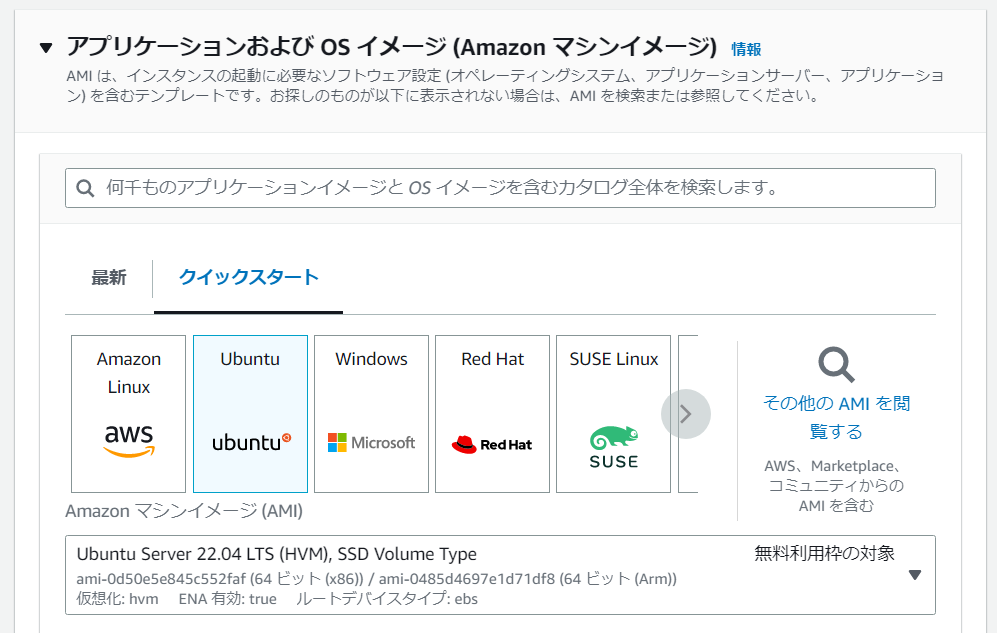 ▼ アプリケーションおよび OS イメージ (Amazon マシンイメージ) 情報
AMI は、インスタンスの起動に必要なソフトウェア設定 (オペレーティングシステム、アプリケーションサーバー、アプリケーショ
ン) を含むテンプレートです。お探しのものが以下に表示されない場合は、AMI を検索または参照してください。
何千ものアプリケーションイメージと OS イメージを含むカタログ全体を検索します。
最新
クイックスタート
Amazon
Linux
aws
Ubuntu
ubuntu
Windows
Microsoft
Red Hat
Red Hat
SUSE Linux
SUSE
その他の AMI を閲
覧する
AWS、Marketplace、
コミュニティからの
AMI を含む
Amazon マシンイメージ (AMI)
Ubuntu Server 22.04 LTS (HVM), SSD Volume Type
無料利用枠の対象
ami-0d50e5e845c552faf (64 ビット (x86)) / ami-0485d4697e1d71df8 (64 ビット (Arm))
仮想化: hvm ENA 有効: true ルートデバイスタイプ: ebs